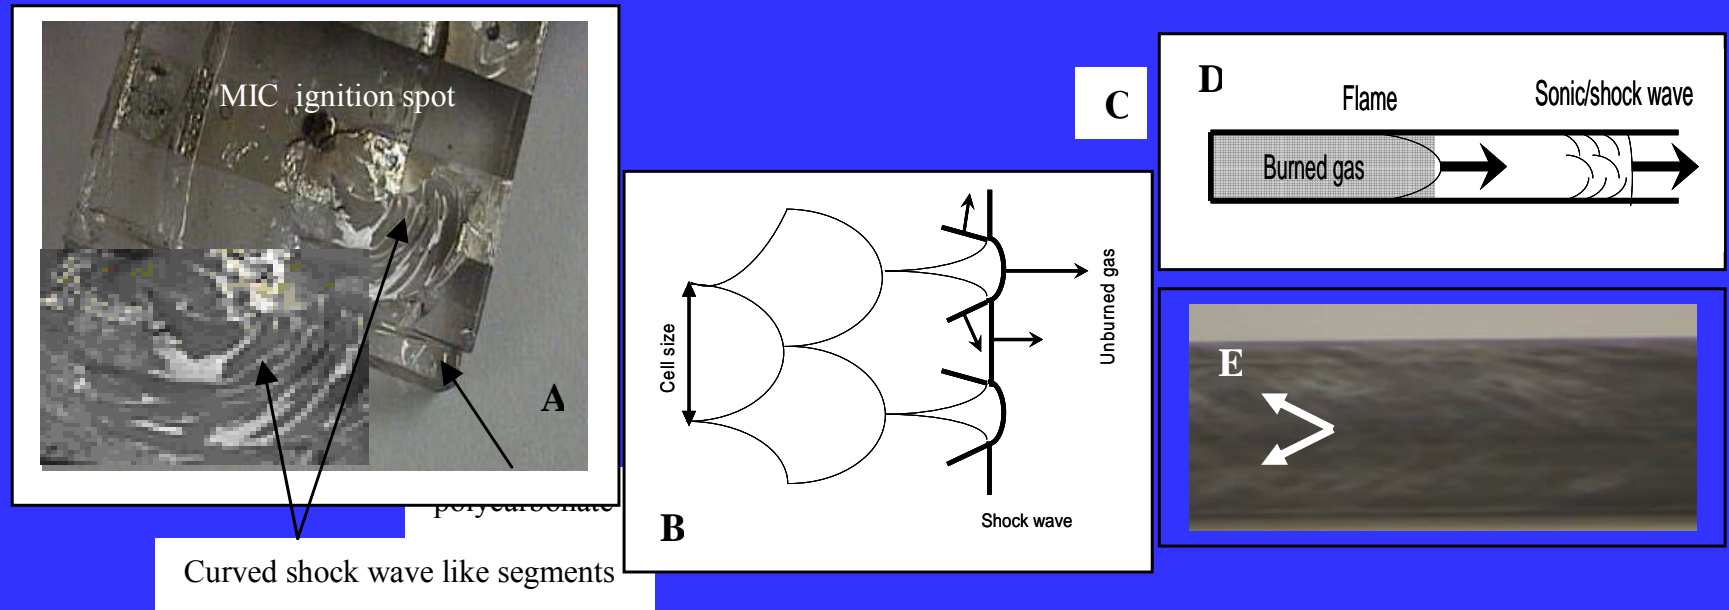 MIC ignition spot
A
polycarbonate
Curved shock wave like segments
Cell size
Unburned gas
Shock wave
B
C
D
Flame
Sonic/shock wave
Burned gas
E